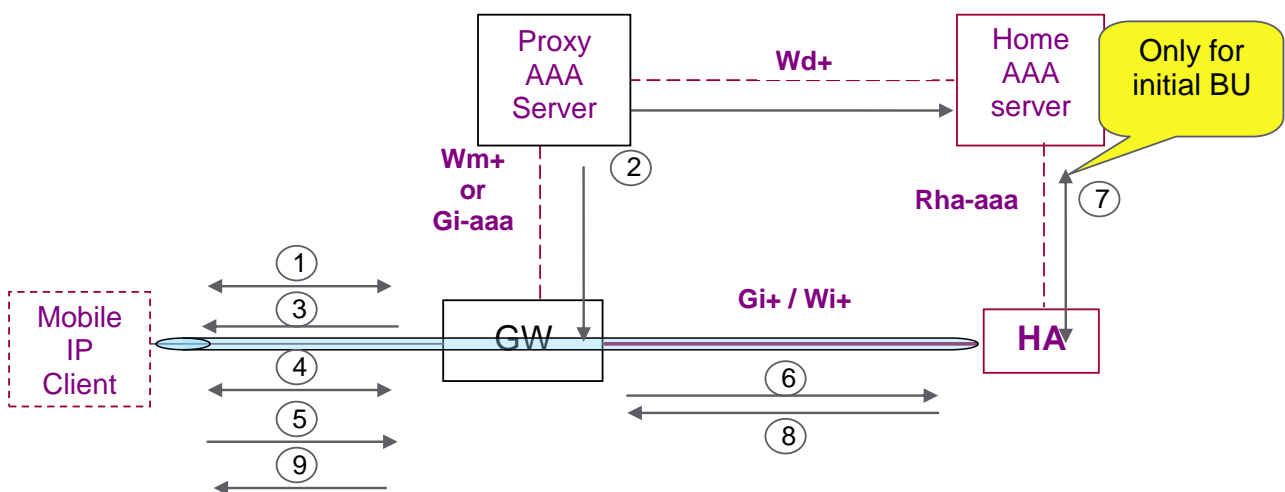 Proxy
AAA
Server
Wd+
Home
AAA
server
Only for
initial BU
Wm+
or
Gi-aaa
2
Rha-aaa
7
1
3
Gi+ / Wi+
Mobile
IP
Client
GW
HA
4
6
5
8
9